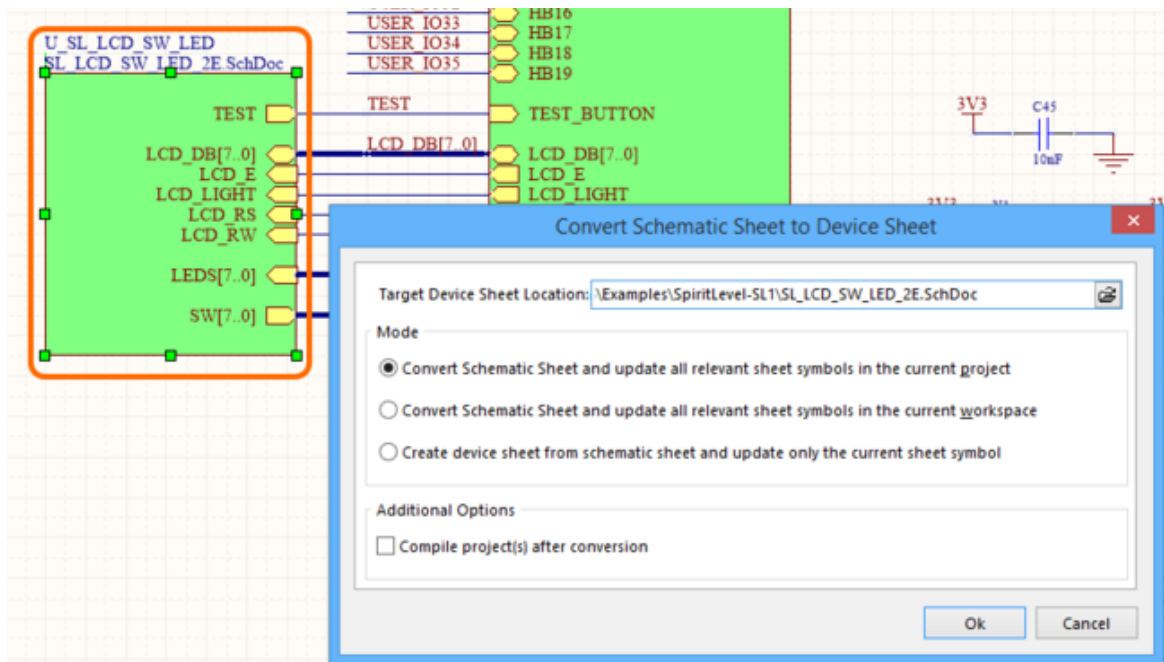 U_SL_LCD_SW_LED
SL_LCD_SW_LED_2E.SchDoc
TEST
LCD_DB[7..0]
LCD_E
LCD_LIGHT
LCD_RS
LCD_RW
LEDS[7..0]
SW[7..0]
USER_IO33
USER_IO34
USER_IO35
TEST
LCD_DB[7..0]
HB16
HB17
HB18
HB19
TEST_BUTTON
LCD_DB[7..0]
LCD_E
LCD_LIGHT
3V3
C45
10nF
Convert Schematic Sheet to Device Sheet
Target Device Sheet Location: \Examples\SpiritLevel-SL1\SL_LCD_SW_LED_2E.SchDoc
Mode
Convert Schematic Sheet and update all relevant sheet symbols in the current project
Convert Schematic Sheet and update all relevant sheet symbols in the current workspace
Create device sheet from schematic sheet and update only the current sheet symbol
Additional Options
Compile project(s) after conversion
Ok
Cancel